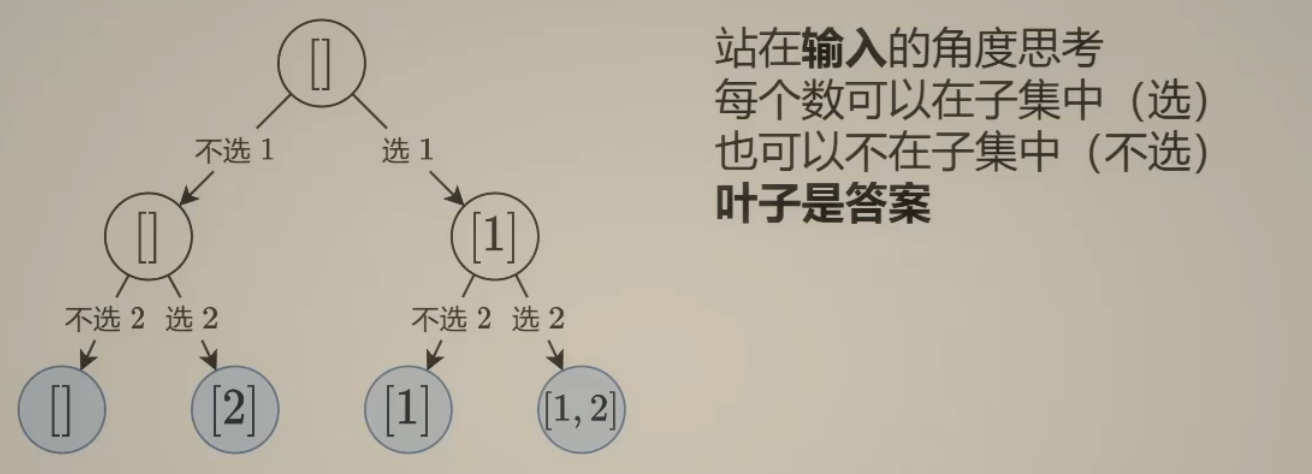 []
不选 1
选 1
[]
[1]
不选 2
选 2
不选 2
选 2
[]
[2]
[1]
[1, 2]
站在输入的角度思考
每个数可以在子集中（选）
也可以不在子集中（不选）
叶子是答案